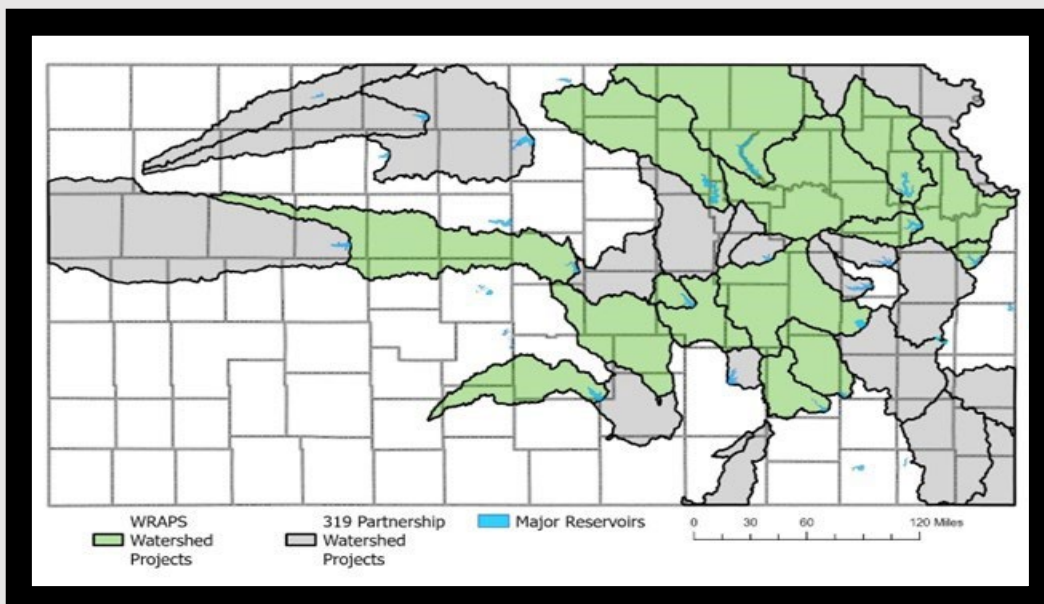 WRAPS
Watershed
Projects
319 Partnership
Watershed
Projects
Major Reservoirs
0 30 60 120 Miles